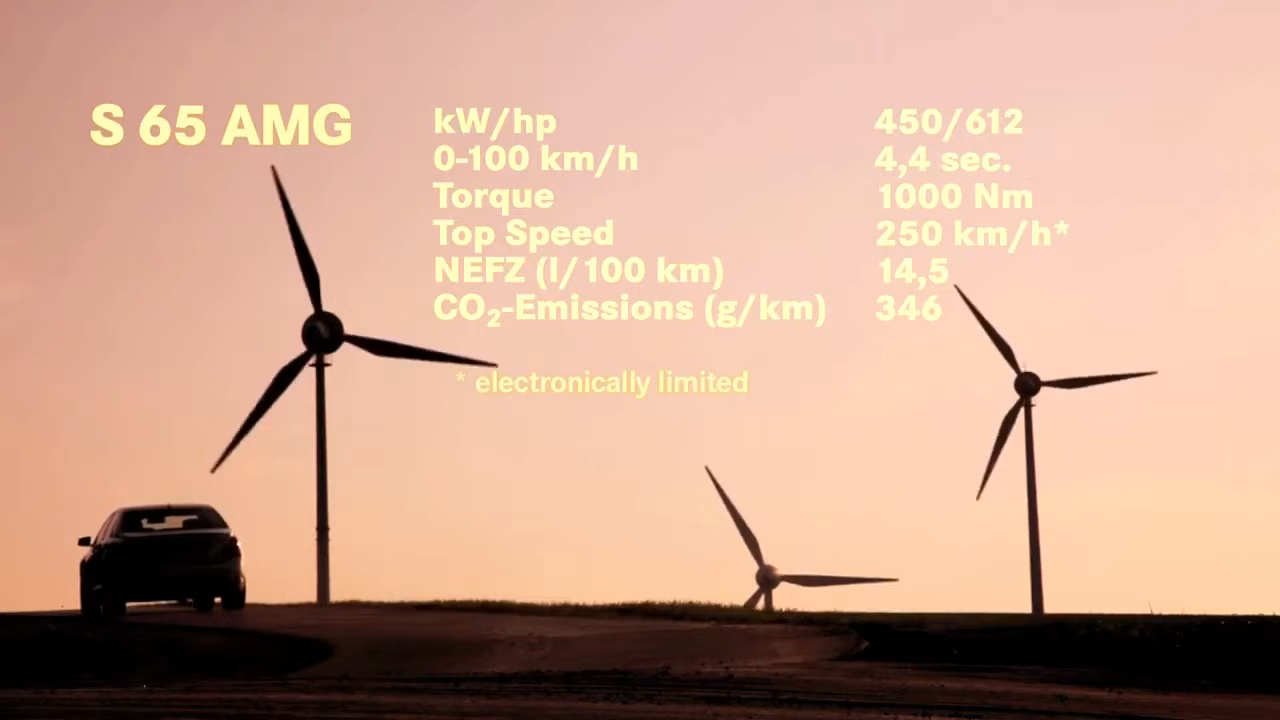 S 65 AMG
kW/hp 450/612
0-100 km/h 4,4 sec.
Torque 1000 Nm
Top Speed 250 km/h*
NEFZ (l/100 km) 14,5
CO₂-Emissions (g/km) 346
* electronically limited